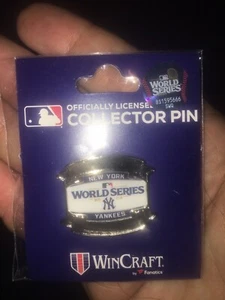 WORLD
SERIES
OFFICIALLY LICENSED
COLLECTOR PIN
NEW YORK
WORLD SERIES
NY
YANKEES
WINCRAFT
by Fanatics